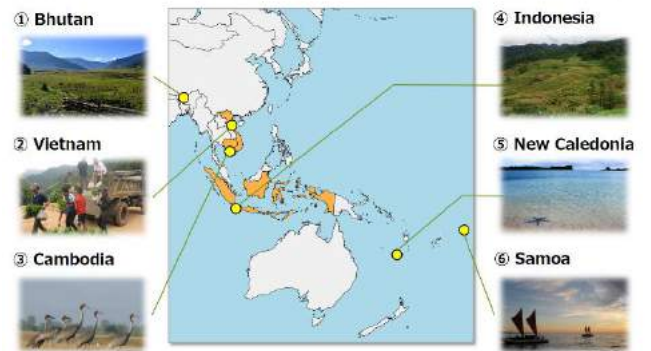 ① Bhutan
② Vietnam
③ Cambodia
④ Indonesia
⑤ New Caledonia
⑥ Samoa